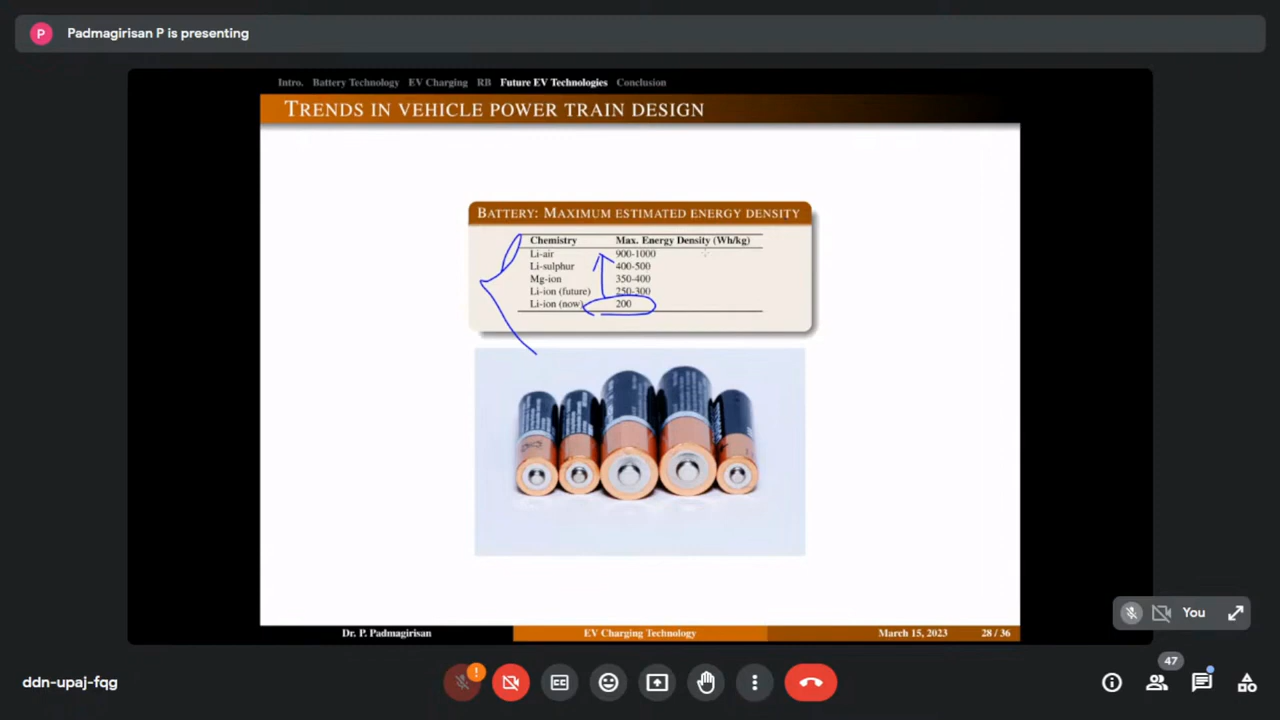 P
Padmagirisan P is presenting
Intro. Battery Technology EV Charging RB Future EV Technologies Conclusion
TRENDS IN VEHICLE POWER TRAIN DESIGN
BATTERY: MAXIMUM ESTIMATED ENERGY DENSITY
Chemistry Max. Energy Density (Wh/kg)
Li-air 900-1000
Li-sulphur 400-500
Mg-ion 350-400
Li-ion (future) 250-300
Li-ion (now) 200
You
Dr. P. Padmagirisan EV Charging Technology March 15, 2023 28 / 36
ddn-upaj-fqg
!
CC
47